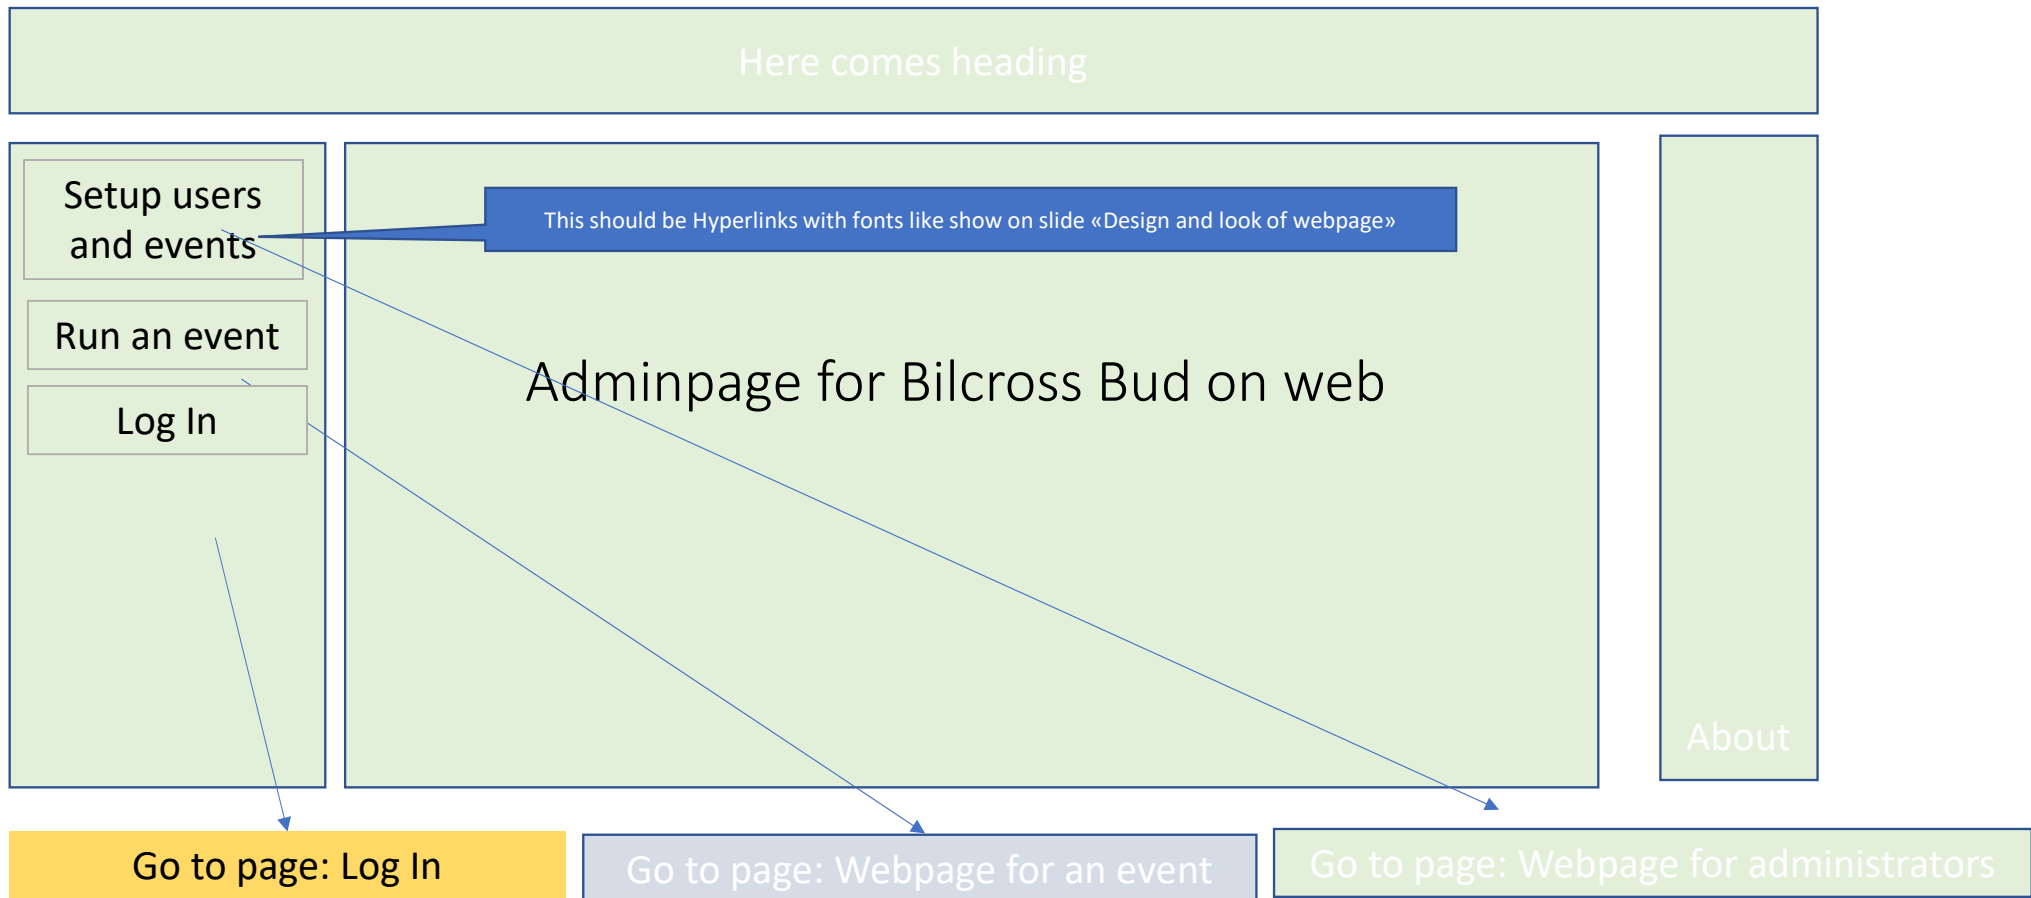 Here comes heading
Setup users
and events
This should be Hyperlinks with fonts like show on slide «Design and look of webpage»
Run an event
Adminpage for Bilcross Bud on web
Log In
About
Go to page: Log In
Go to page: Webpage for an event
Go to page: Webpage for administrators